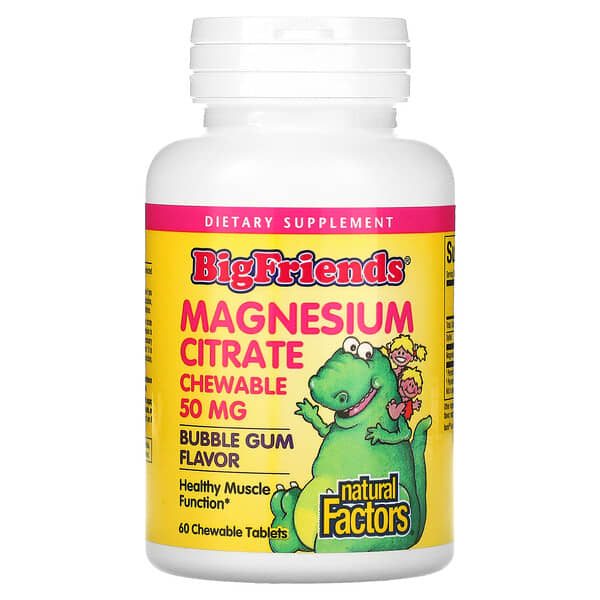 DIETARY SUPPLEMENT
BigFriends®
MAGNESIUM
CITRATE
CHEWABLE
50 MG
BUBBLE GUM
FLAVOR
Healthy Muscle
Function*
60 Chewable Tablets
natural
Factors®